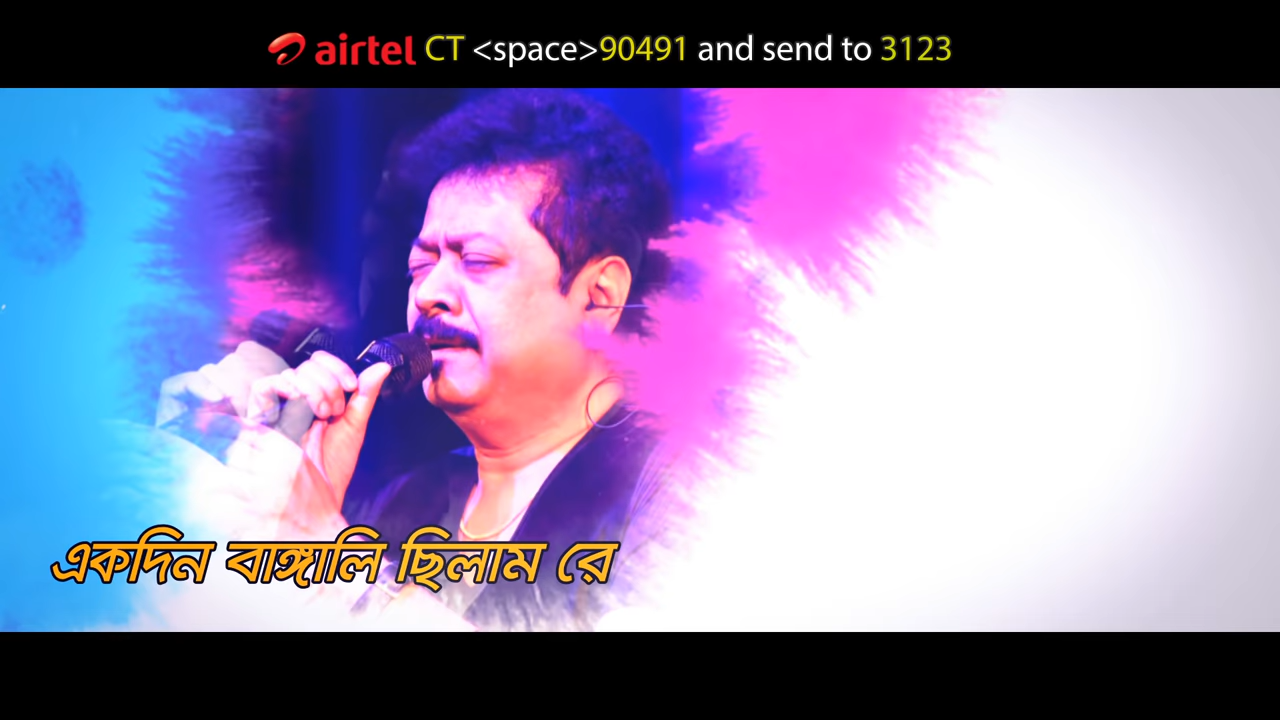 airtel CT <space>90491 and send to 3123
একদিন বাঙ্গালি ছিলাম রে